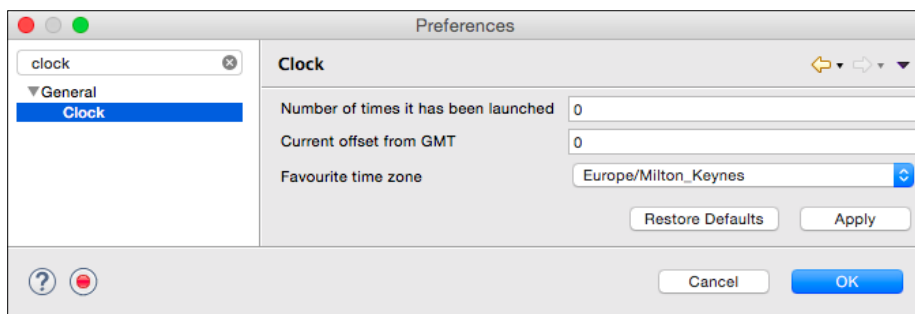 Preferences
clock
General
Clock
Clock
Number of times it has been launched 0
Current offset from GMT 0
Favourite time zone Europe/Milton_Keynes
Restore Defaults Apply
? Cancel OK